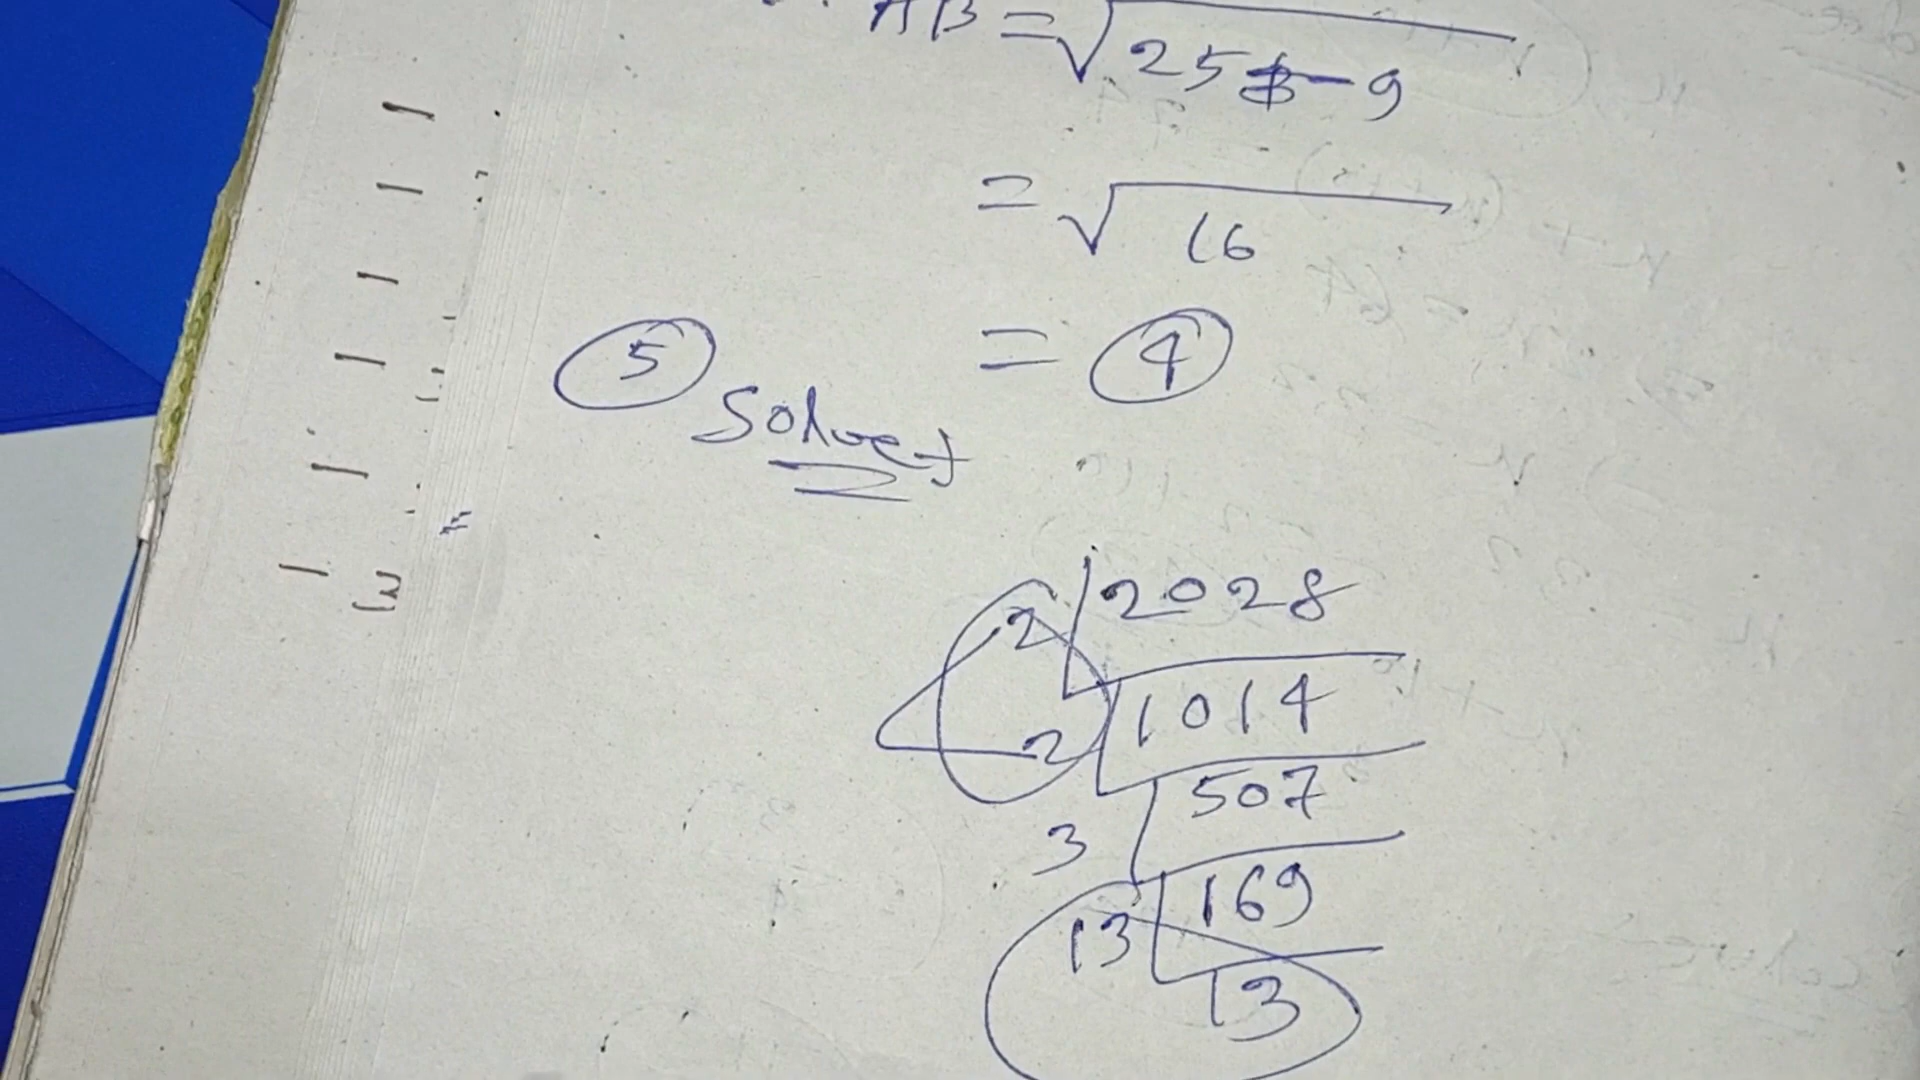 AB = √25 - 9
= √16
= 4
5 Solve
2 | 2028
2 | 1014
3 | 507
13 | 169
13